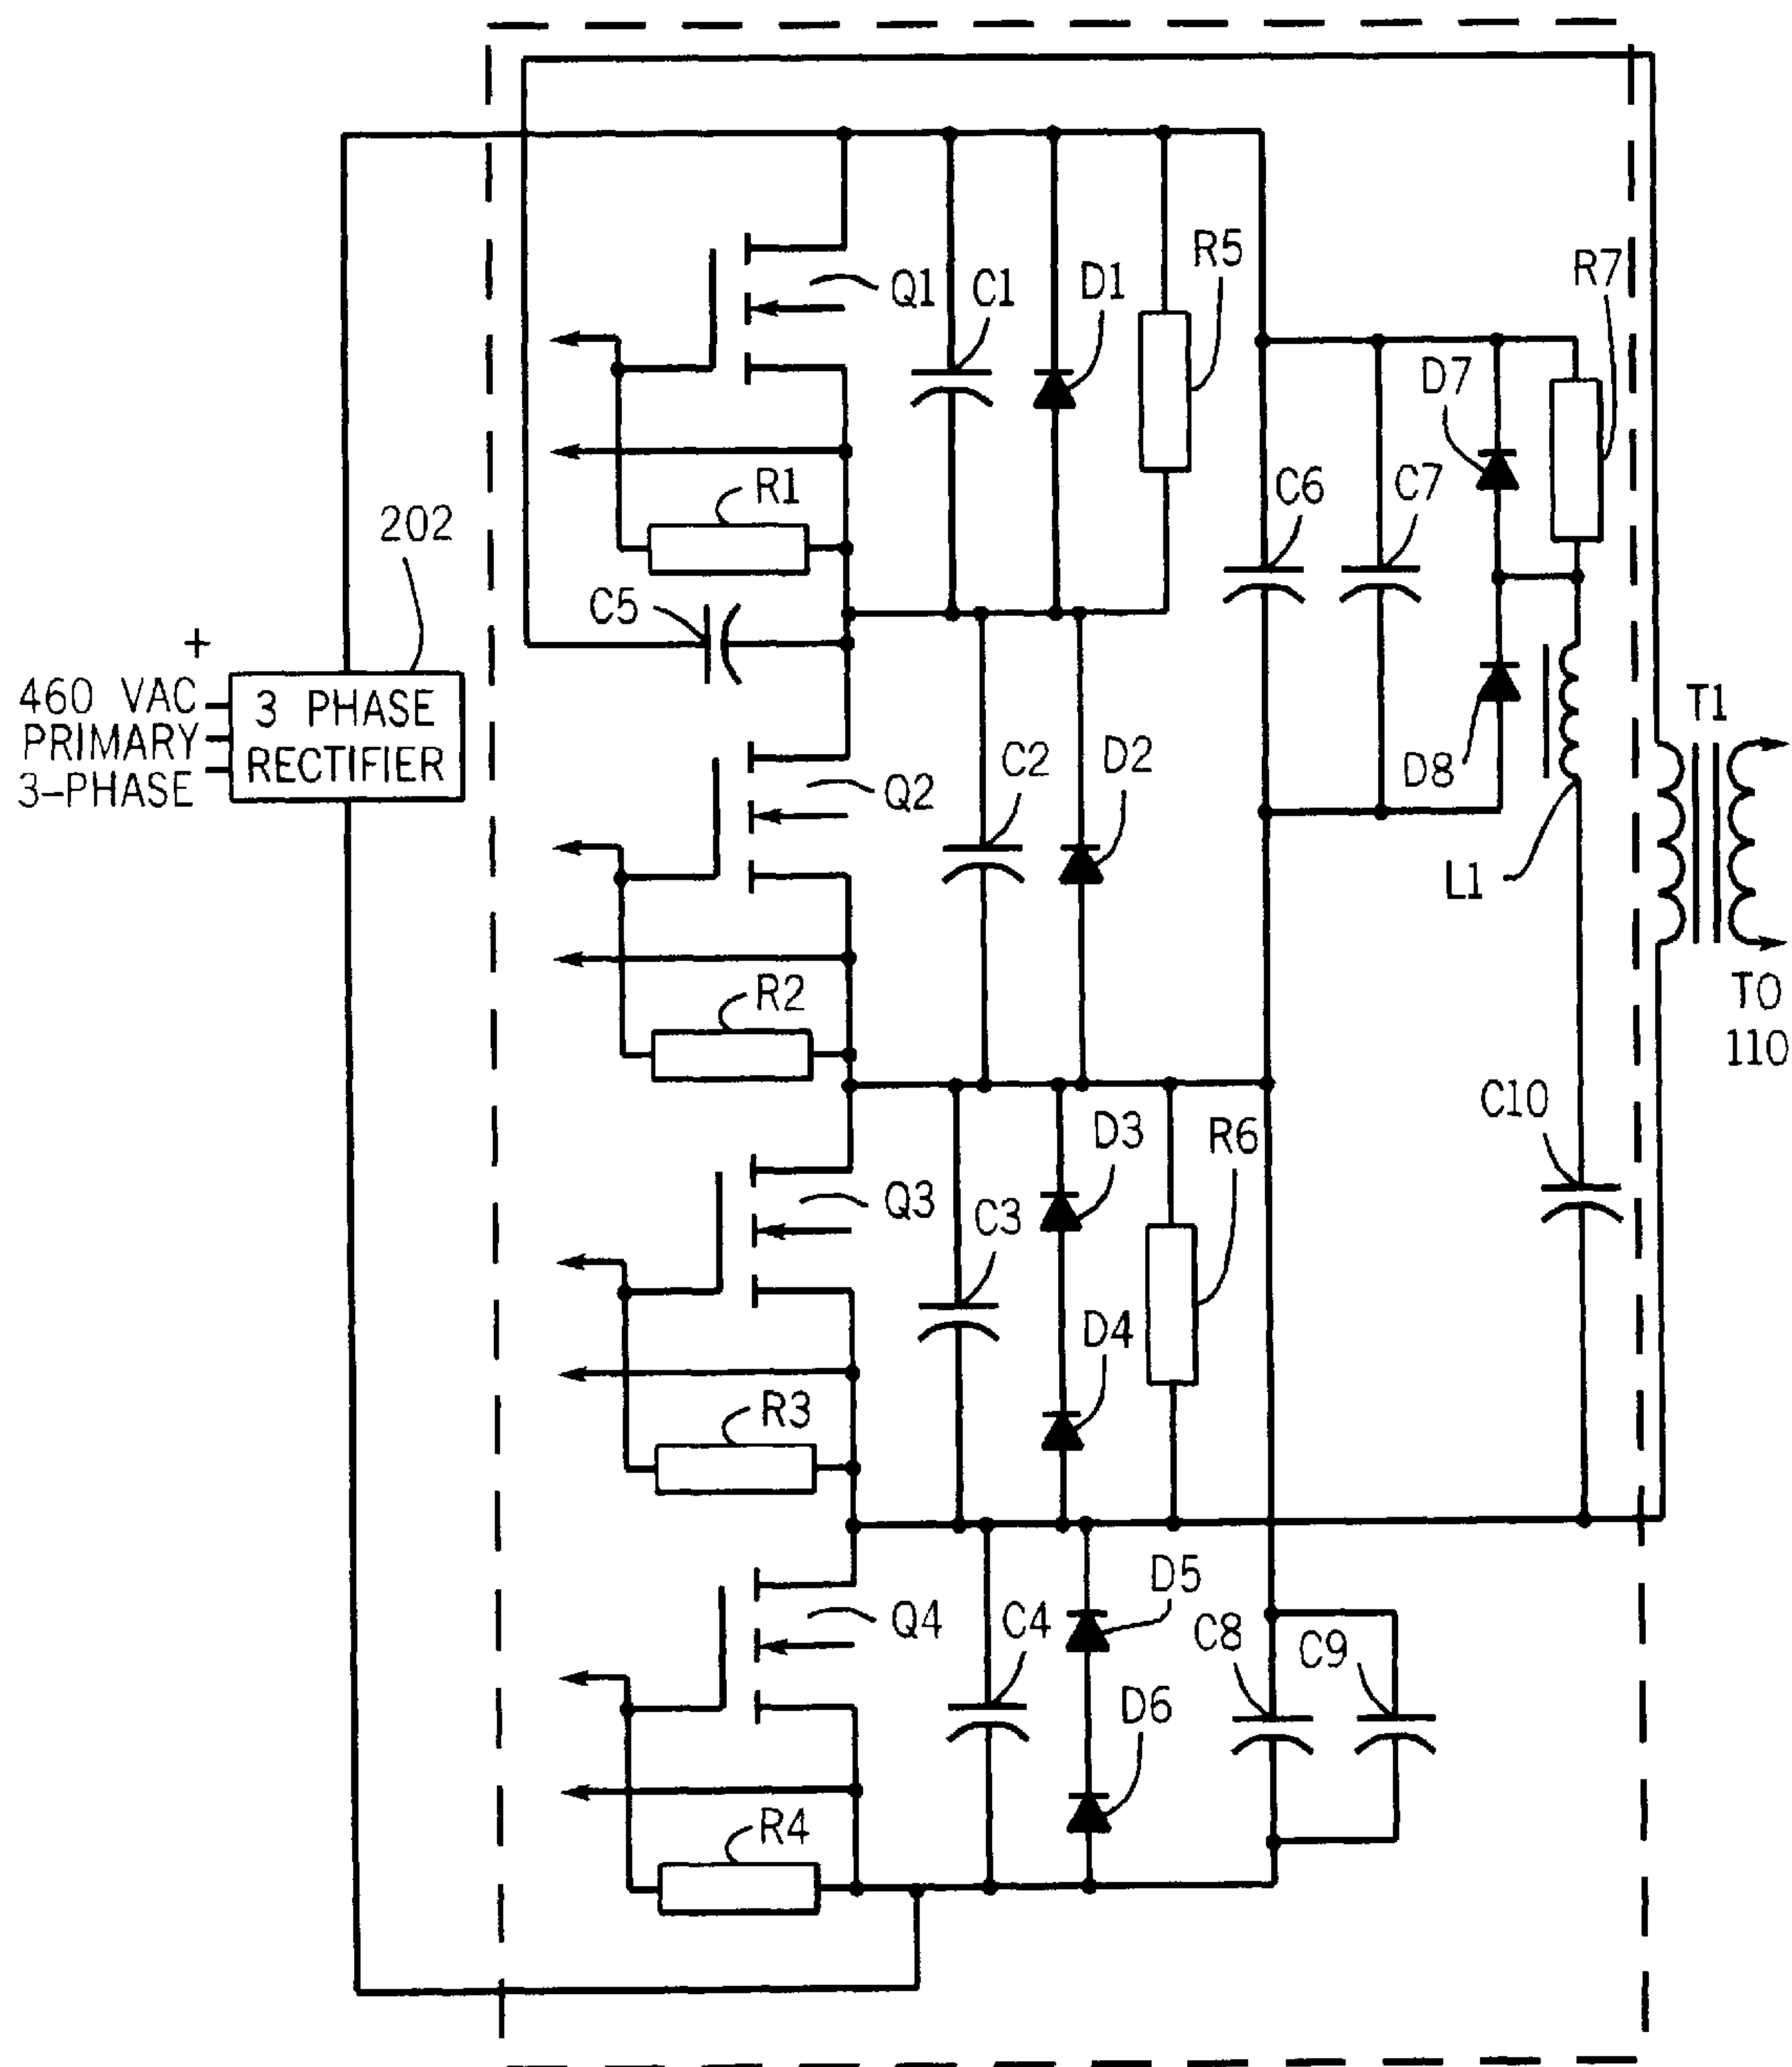 R7
R5
Q1
C1
D1
D7
C6
C7
R1
202
C5
+
460 VAC
PRIMARY
3-PHASE
3 PHASE
RECTIFIER
T1
Q2
C2
D2
D8
L1
TO
110
R2
C10
D3
R6
Q3
C3
D4
R3
D5
Q4
C4
C8
C9
D6
R4